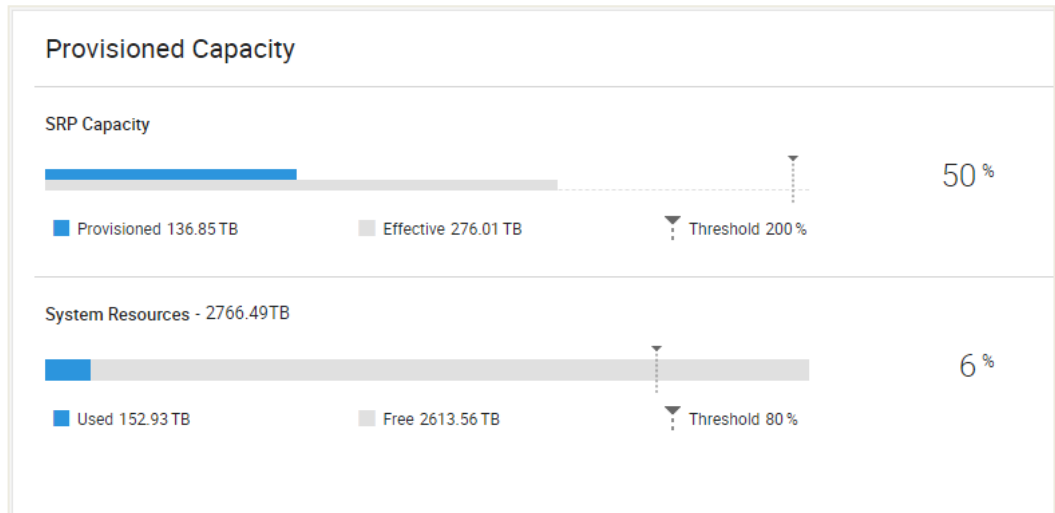 Provisioned Capacity
SRP Capacity
50 %
Provisioned 136.85 TB Effective 276.01 TB Threshold 200 %
System Resources - 2766.49TB
6 %
Used 152.93 TB Free 2613.56 TB Threshold 80 %